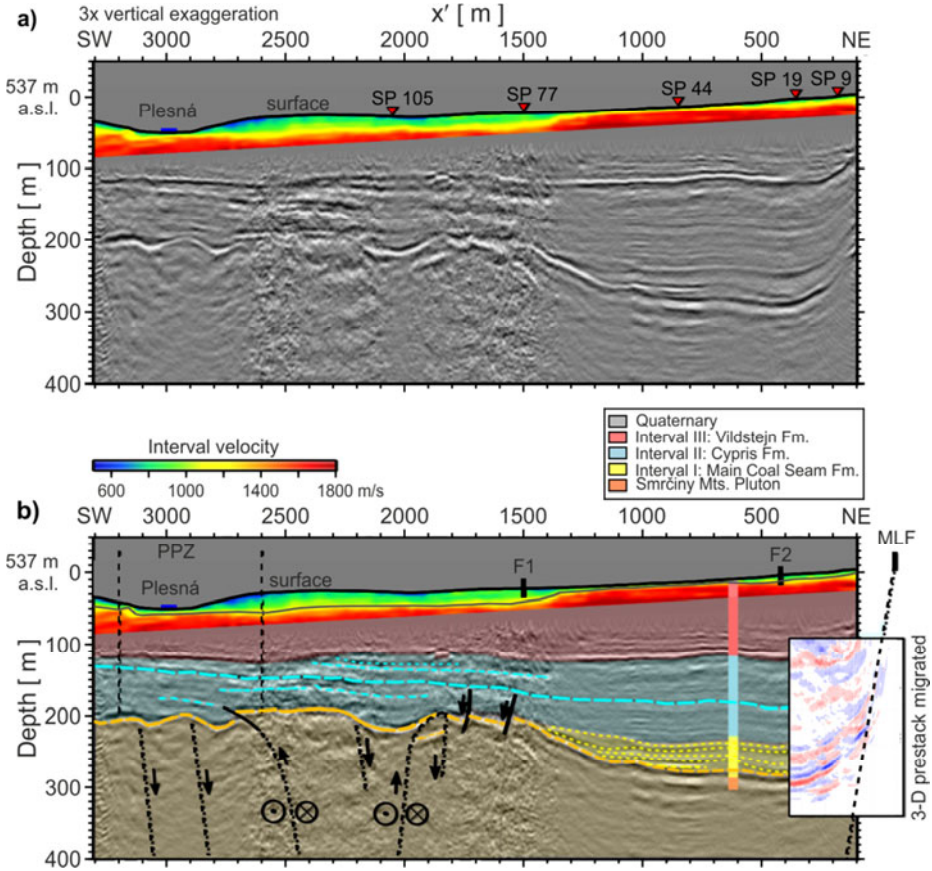 a)
3x vertical exaggeration
x' [ m ]
SW 3000 2500 2000 1500 1000 500 NE
537 m
a.s.l.
Plesná
surface
SP 105
SP 77
SP 44
SP 19
SP 9
0
100
200
300
400
Depth [ m ]
Interval velocity
600 1000 1400 1800 m/s
Quaternary
Interval III: Vildstejn Fm.
Interval II: Cypris Fm.
Interval I: Main Coal Seam Fm.
Smrčiny Mts. Pluton
b)
SW 3000 2500 2000 1500 1000 500 NE
MLF
537 m
a.s.l.
PPZ
Plesná
surface
F1
F2
0
100
200
300
400
Depth [ m ]
3-D prestack migrated